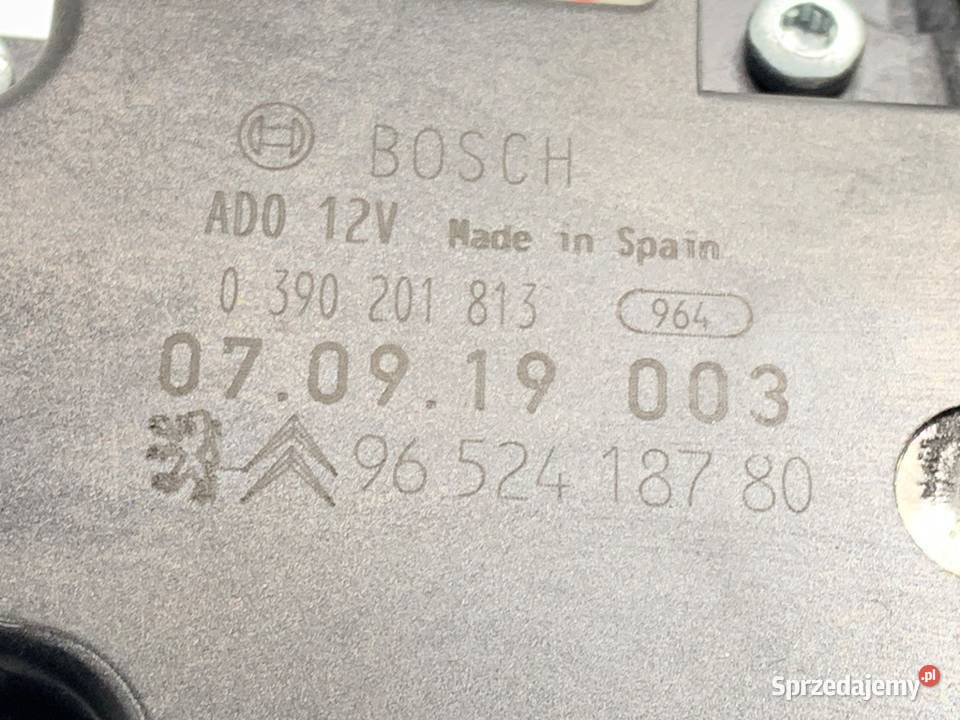 BOSCH
ADO 12V Made in Spain
0 390 201 813 964
07.09.19 003
96 524 187 80
Sprzedajemy.pl